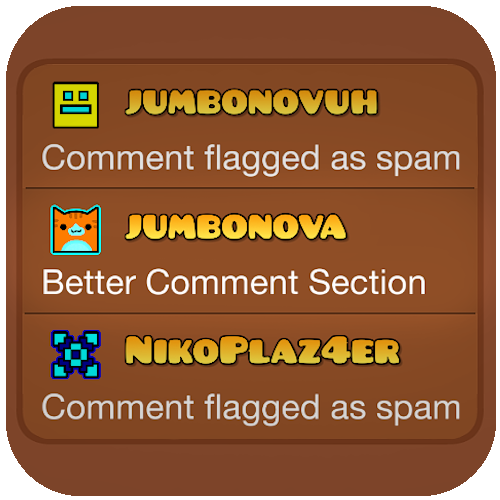 jumbonovuh
Comment flagged as spam
jumbonova
Better Comment Section
NikoPlaz4er
Comment flagged as spam